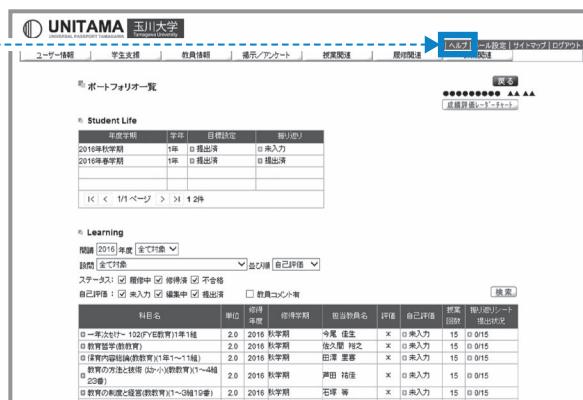 UNITAMA 玉川大学
UNIVERSAL PASSPORT TAMAGAWA Tamagawa University
ヘルプ メール設定 | サイトマップ | ログアウト
ユーザー情報 学生支援 教員情報 掲示/アンケート 授業関連 履修関連 関連
ポートフォリオ一覧
戻る
●●●●●●●●● ▲▲ ▲▲
成績評価レーダーチャート
Student Life
年度学期 学年 目標設定 振り返り
2016年秋学期 1年 提出済 未入力
2016年春学期 1年 提出済 提出済
|< < 1/1 ページ > >| 1 2件
Learning
開講 2016 年度 全て対象
設問 全て対象 並び順 自己評価
ステータス: 履修中 修得済 不合格
自己評価: 未入力 編集中 提出済 教員コメント有
検索
科目名 単位 修得年度 修得学期 担当教員名 評価 自己評価 授業回数 振り返りシート提出状況
一年次セミナー 102(FYE教育)1年1組 2.0 2016 秋学期 今尾 佳生 × 未入力 15 0/15
教育哲学(教教育) 2.0 2016 秋学期 佐久間 裕之 × 未入力 15 0/15
保育内容総論(教教育)(1年1～11組) 2.0 2016 秋学期 田澤 里喜 × 未入力 15 0/15
教育の方法と技術 (幼・小)(教教育)(1～4組
23番) 2.0 2016 秋学期 芦田 祐佳 × 未入力 15 0/15
教育の制度と経営(教教育)(1～3組19番) 2.0 2016 秋学期 石塚 等 × 未入力 15 0/15